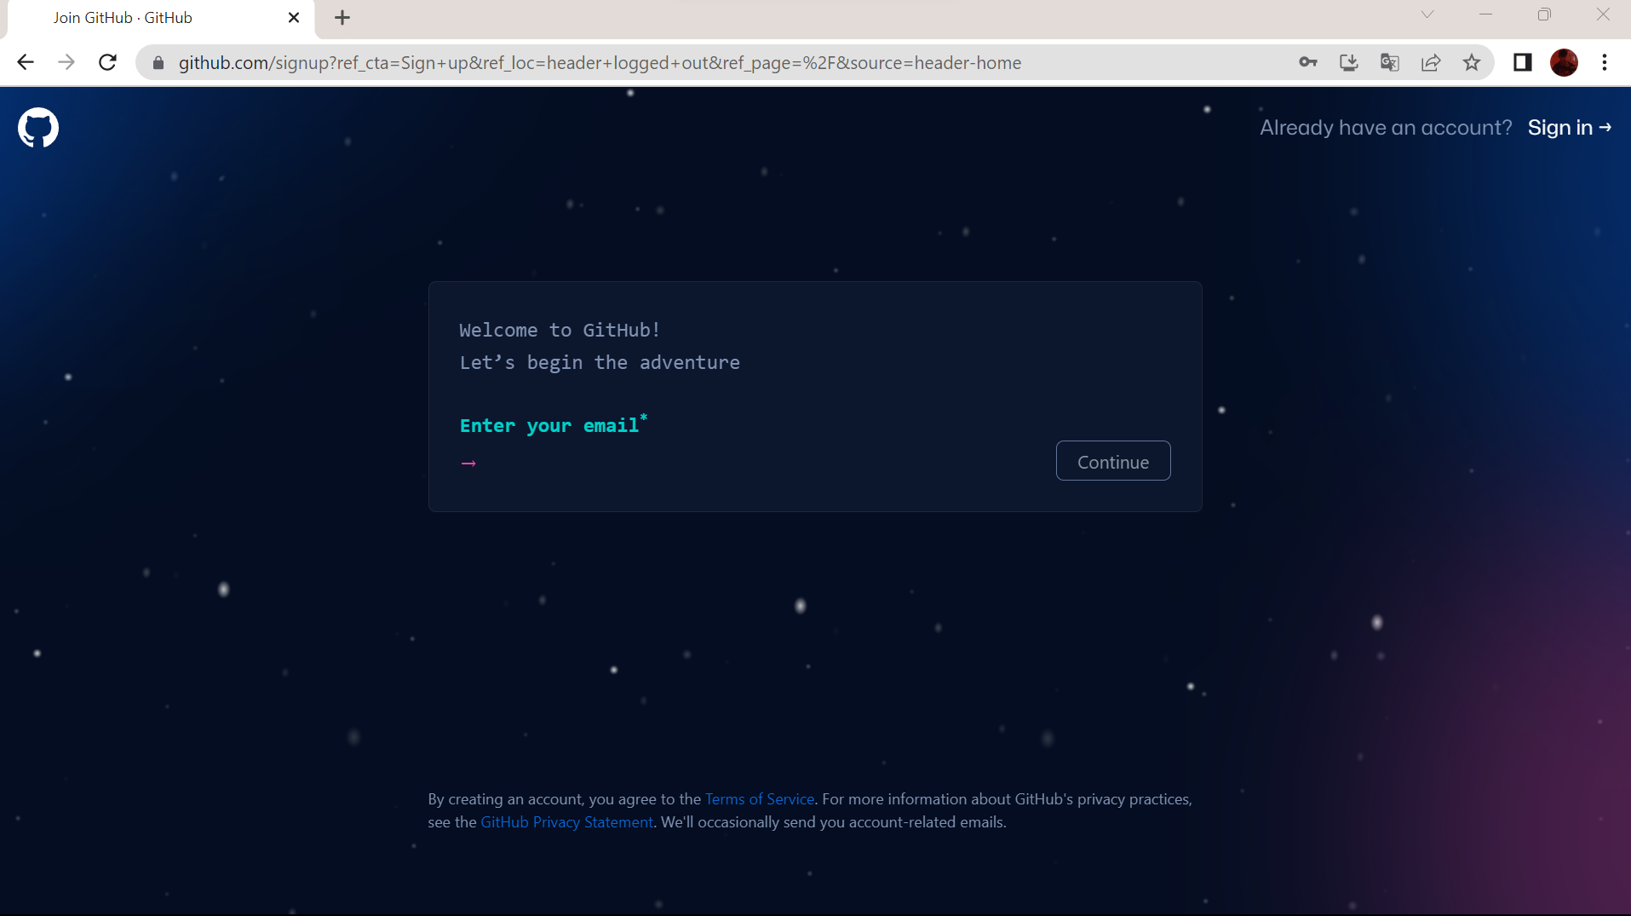 Join GitHub · GitHub
github.com/signup?ref_cta=Sign+up&ref_loc=header+logged+out&ref_page=%2F&source=header-home
Already have an account? Sign in →
Welcome to GitHub!
Let’s begin the adventure
Enter your email*
→
Continue
By creating an account, you agree to the Terms of Service. For more information about GitHub's privacy practices,
see the GitHub Privacy Statement. We'll occasionally send you account-related emails.